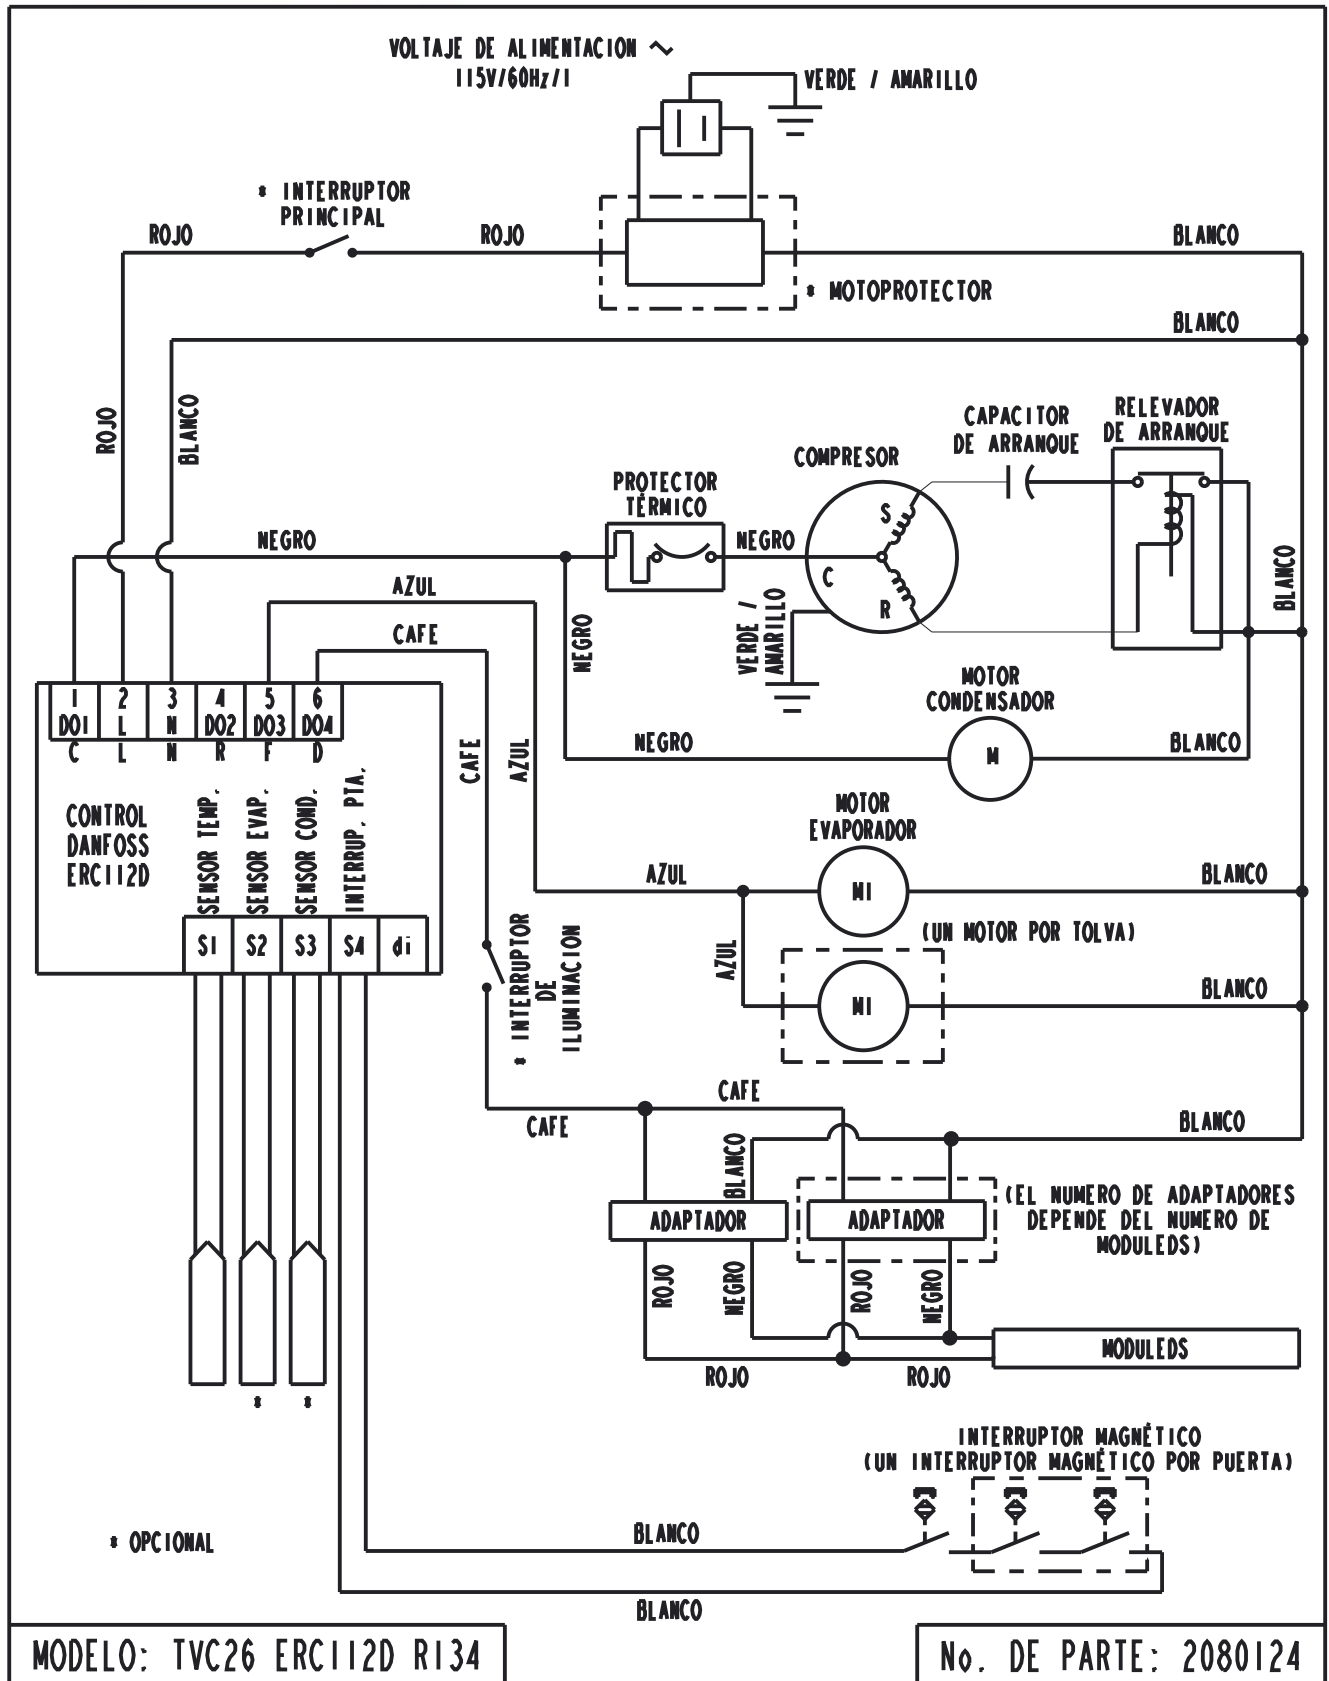 VOLTAJE DE ALIMENTACION ~
115V/60Hz/1
VERDE / AMARILLO
* INTERRUPTOR
PRINCIPAL
ROJO
ROJO
BLANCO
* MOTOPROTECTOR
BLANCO
ROJO
BLANCO
CAPACITOR
DE ARRANQUE
RELEVADOR
DE ARRANQUE
COMPRESOR
PROTECTOR
TÉRMICO
S
C
R
NEGRO
NEGRO
BLANCO
AZUL
CAFE
NEGRO
VERDE /
AMARILLO
MOTOR
CONDENSADOR
M
NEGRO
BLANCO
1 2 3 4 5 6
DO1 L N DO2 DO3 DO4
C L N R F D
CONTROL
DANFOSS
ERC112D
SENSOR TEMP.
SENSOR EVAP.
SENSOR COND.
INTERRUP. PTA.
S1 S2 S3 S4 di
CAFE
AZUL
MOTOR
EVAPORADOR
AZUL
M1
BLANCO
(UN MOTOR POR TOLVA)
AZUL
M1
BLANCO
* INTERRUPTOR
DE
ILUMINACION
CAFE
CAFE
BLANCO
BLANCO
ADAPTADOR
ADAPTADOR
(EL NUMERO DE ADAPTADORES
DEPENDE DEL NUMERO DE
MODULEDS)
ROJO
NEGRO
ROJO
NEGRO
MODULEDS
ROJO
ROJO
*
*
INTERRUPTOR MAGNÉTICO
(UN INTERRUPTOR MAGNÉTICO POR PUERTA)
* OPCIONAL
BLANCO
BLANCO
MODELO: TVC26 ERC112D R134
No. DE PARTE: 2080124